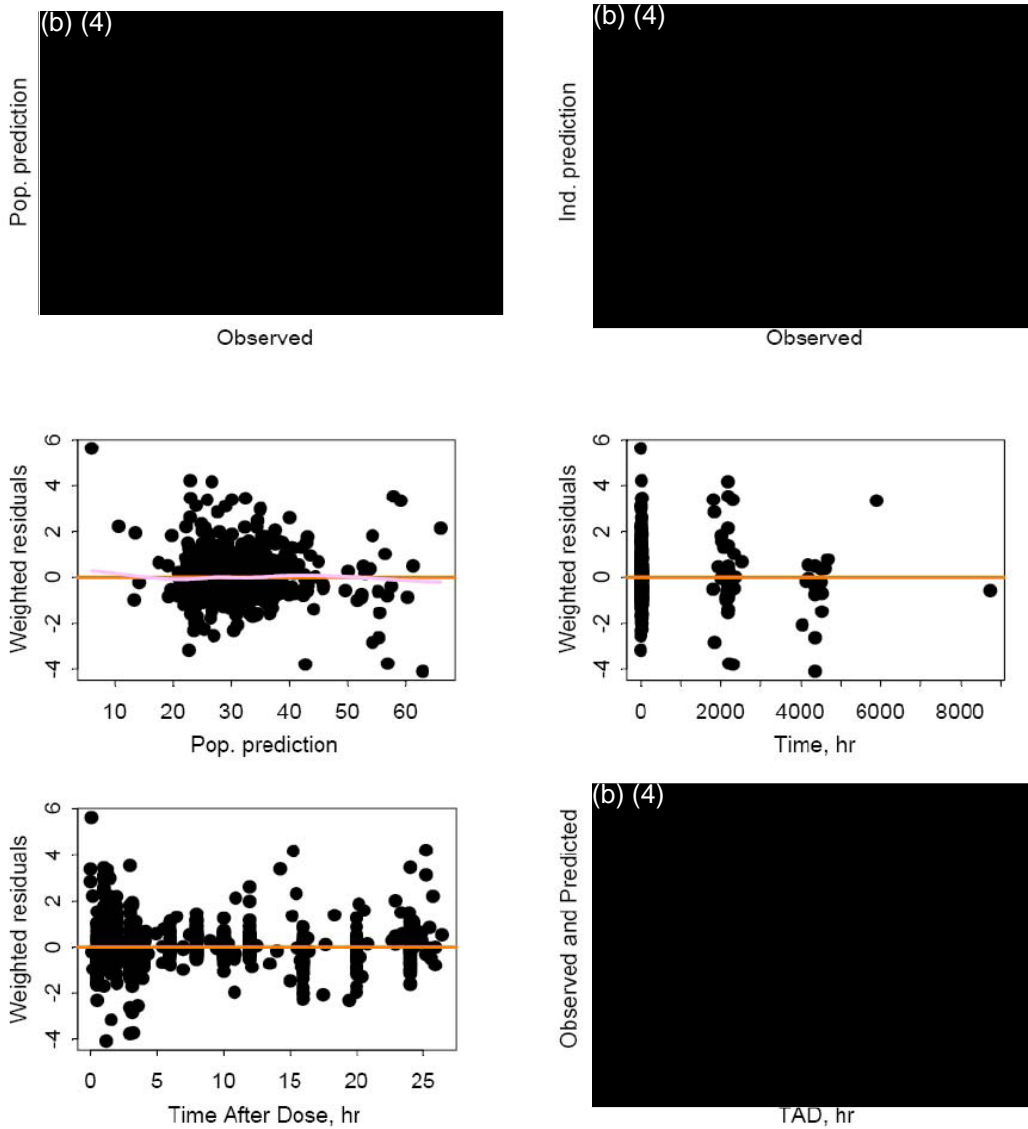 (b) (4)
Pop. prediction
Observed
(b) (4)
Ind. prediction
Observed
Weighted residuals
6
4
2
0
-2
-4
10 20 30 40 50 60
Pop. prediction
Weighted residuals
6
4
2
0
-2
-4
0 2000 4000 6000 8000
Time, hr
Weighted residuals
6
4
2
0
-2
-4
0 5 10 15 20 25
Time After Dose, hr
(b) (4)
Observed and Predicted
TAD, hr